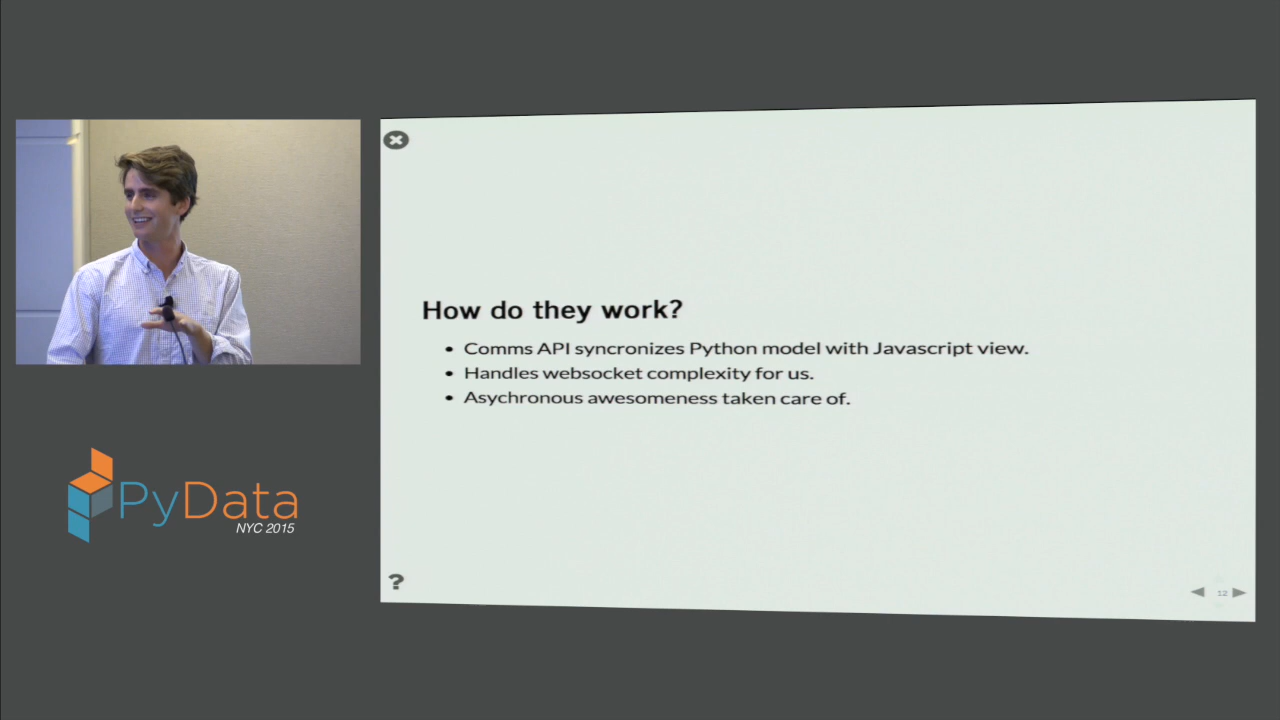 How do they work?
• Comms API syncronizes Python model with Javascript view.
• Handles websocket complexity for us.
• Asychronous awesomeness taken care of.
PyData
NYC 2015
?
12